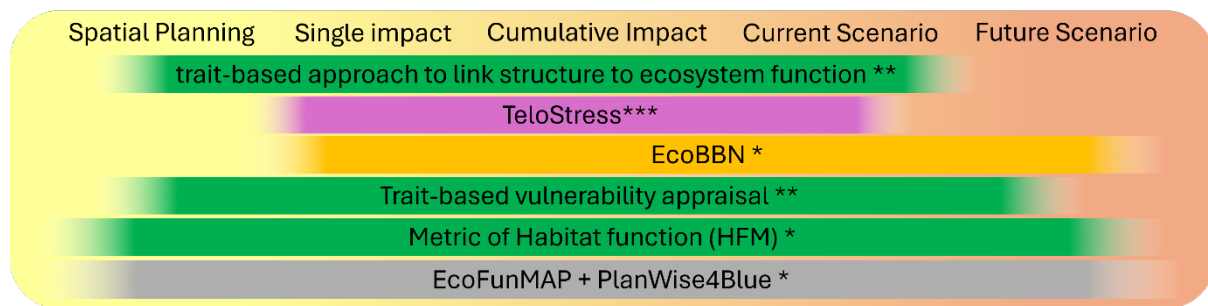 Spatial Planning Single impact Cumulative Impact Current Scenario Future Scenario
trait-based approach to link structure to ecosystem function **
TeloStress***
EcoBBN *
Trait-based vulnerability appraisal **
Metric of Habitat function (HFM) *
EcoFunMAP + PlanWise4Blue *